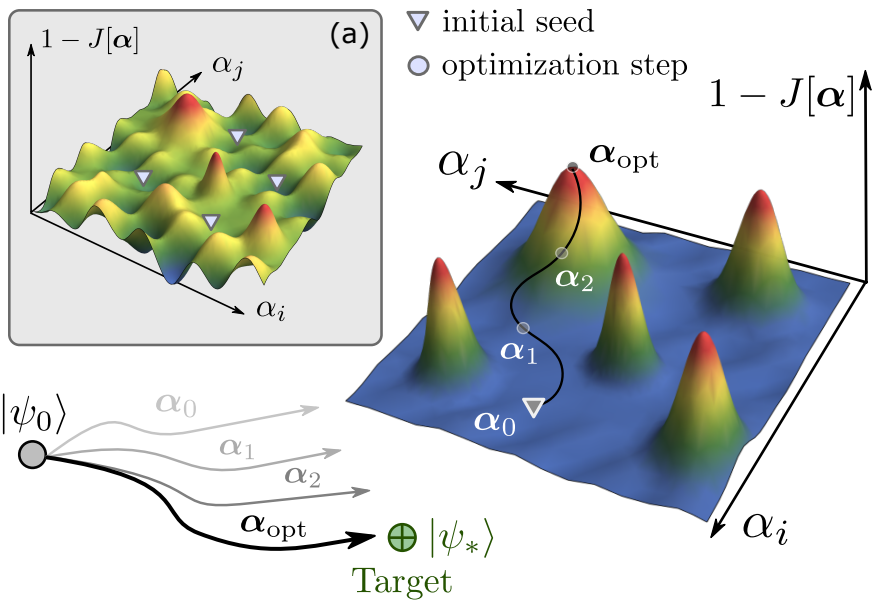 (a)
1 − J[α]
α_j
α_i
initial seed
optimization step
1 − J[α]
α_j
α_opt
α_2
α_1
α_0
α_i
|ψ_0⟩
α_0
α_1
α_2
α_opt
|ψ_*⟩
Target